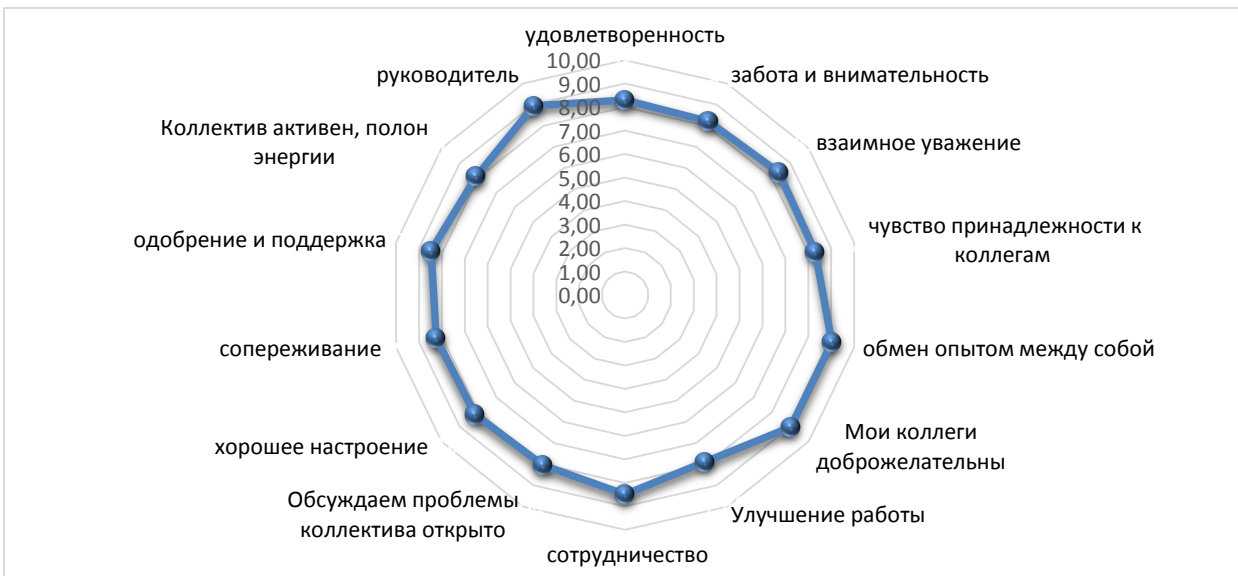 удовлетворенность
10,00
9,00
8,00
7,00
6,00
5,00
4,00
3,00
2,00
1,00
0,00
забота и внимательность
взаимное уважение
чувство принадлежности к
коллегам
обмен опытом между собой
Мои коллеги
доброжелательны
Улучшение работы
сотрудничество
Обсуждаем проблемы
коллектива открыто
хорошее настроение
сопереживание
одобрение и поддержка
Коллектив активен, полон
энергии
руководитель